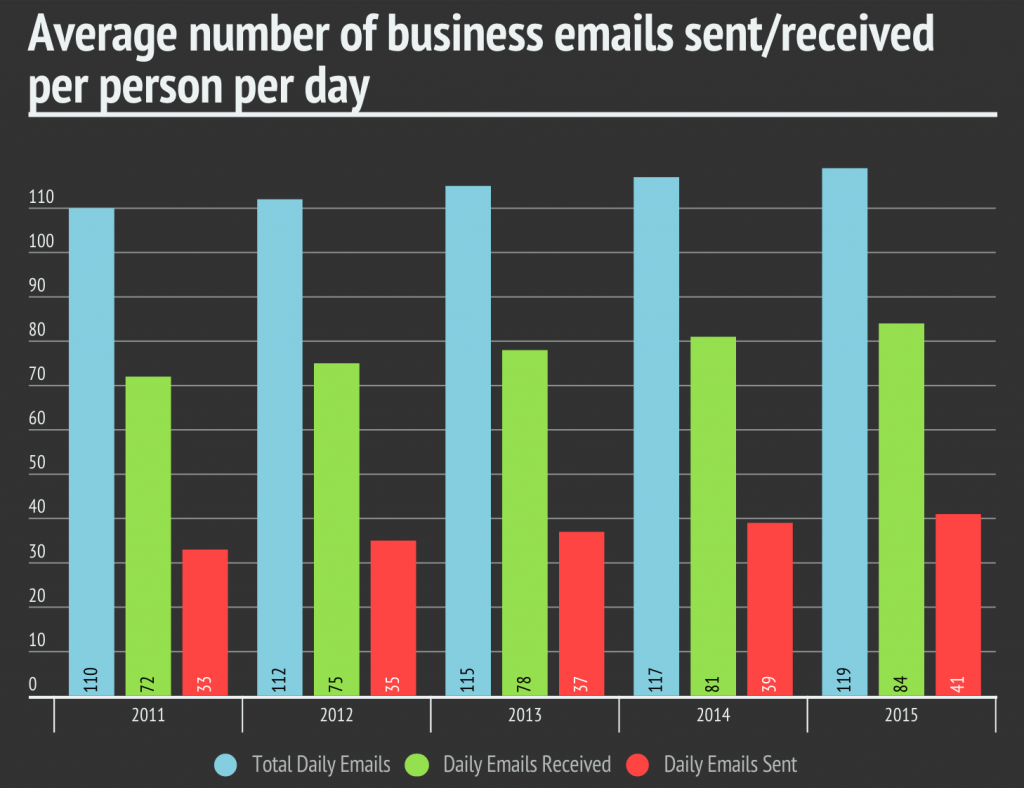 Average number of business emails sent/received
per person per day
110
100
90
80
70
60
50
40
30
20
10
0
110 72 33 112 75 35 115 78 37 117 81 39 119 84 41
2011 2012 2013 2014 2015
Total Daily Emails Daily Emails Received Daily Emails Sent